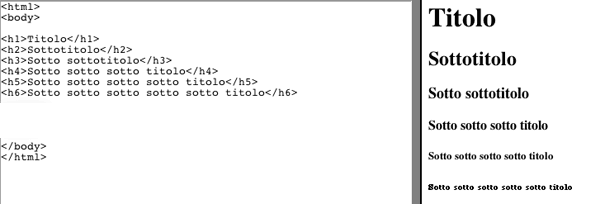 <html>
<body>
<h1>Titolo</h1>
<h2>Sottotitolo</h2>
<h3>Sotto sottotitolo</h3>
<h4>Sotto sotto sotto titolo</h4>
<h5>Sotto sotto sotto sotto titolo</h5>
<h6>Sotto sotto sotto sotto sotto titolo</h6>
</body>
</html>
Titolo
Sottotitolo
Sotto sottotitolo
Sotto sotto sotto titolo
Sotto sotto sotto sotto titolo
Sotto sotto sotto sotto sotto titolo